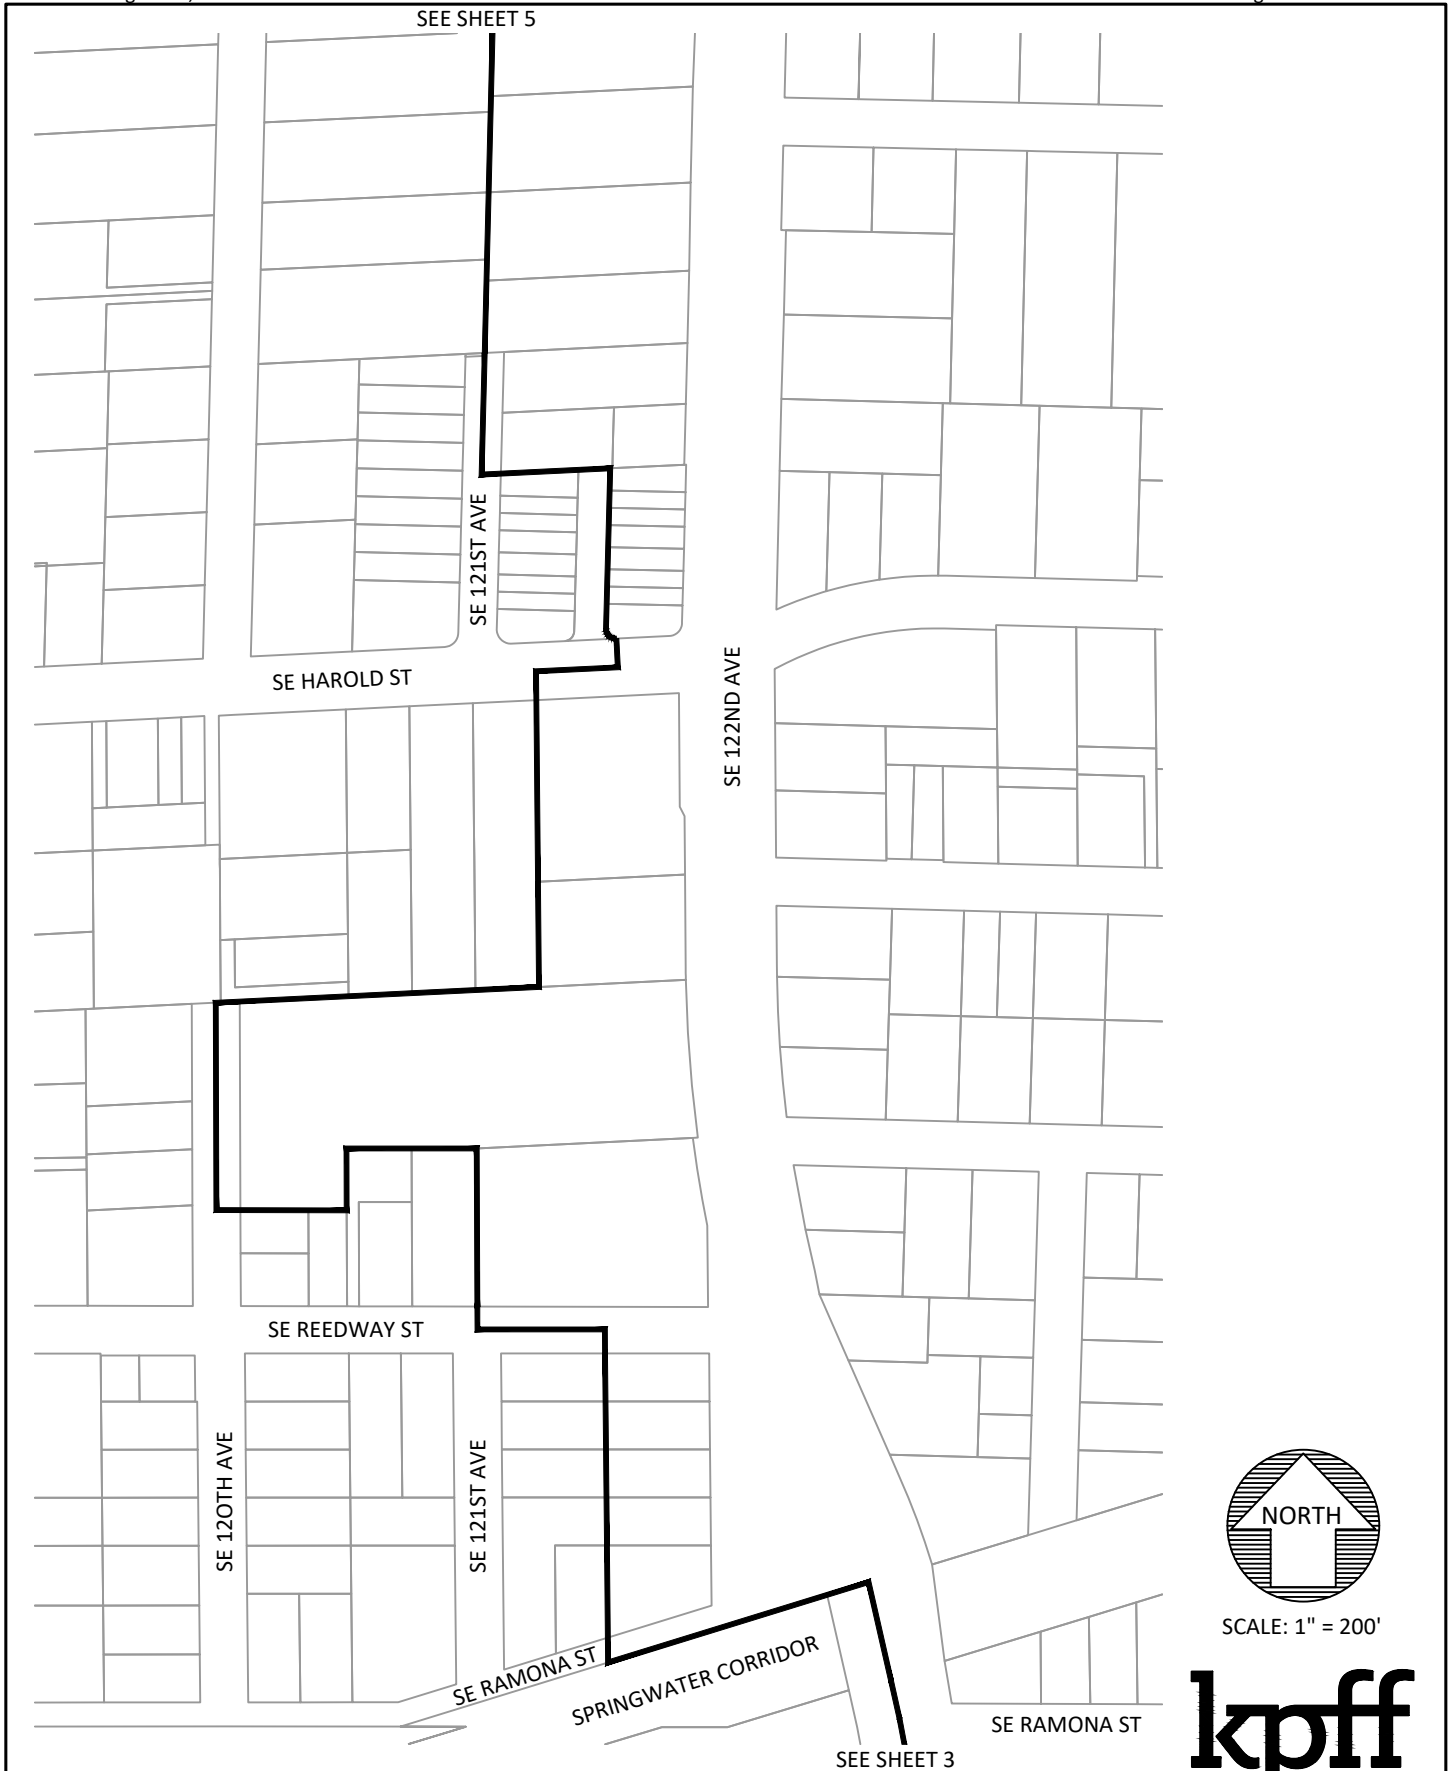 SEE SHEET 5
SE 121ST AVE
SE HAROLD ST
SE 122ND AVE
SE REEDWAY ST
SE 120TH AVE
SE 121ST AVE
NORTH
SCALE: 1" = 200'
SE RAMONA ST
SPRINGWATER CORRIDOR
SE RAMONA ST
SEE SHEET 3
kpff